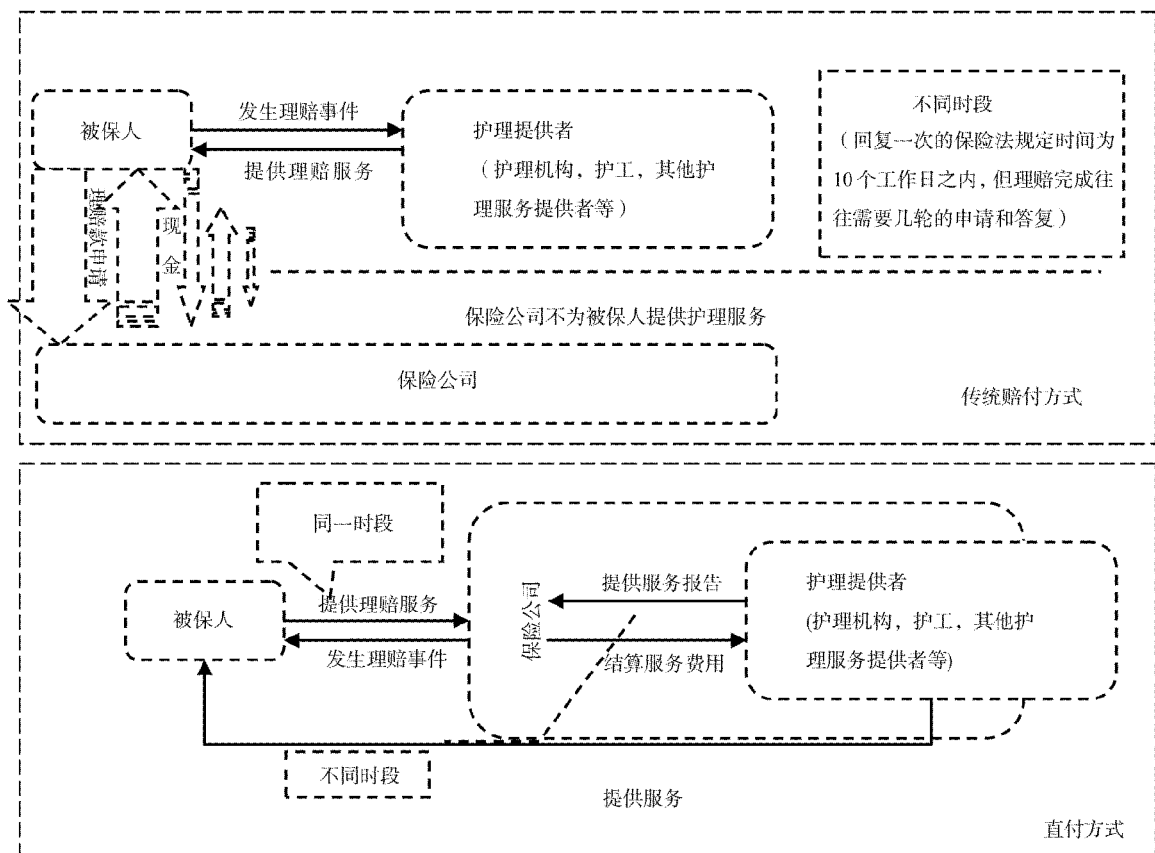 被保人
发生理赔事件
提供理赔服务
护理提供者
（护理机构，护工，其他护
理服务提供者等）
不同时段
（回复一次的保险法规定时间为
10个工作日之内，但理赔完成往
往需要几轮的申请和答复）
理赔款申请
现金
保险公司不为被保人提供护理服务
保险公司
传统赔付方式
同一时段
被保人
提供理赔服务
发生理赔事件
保险公司
提供服务报告
结算服务费用
护理提供者
(护理机构，护工，其他护
理服务提供者等)
不同时段
提供服务
直付方式